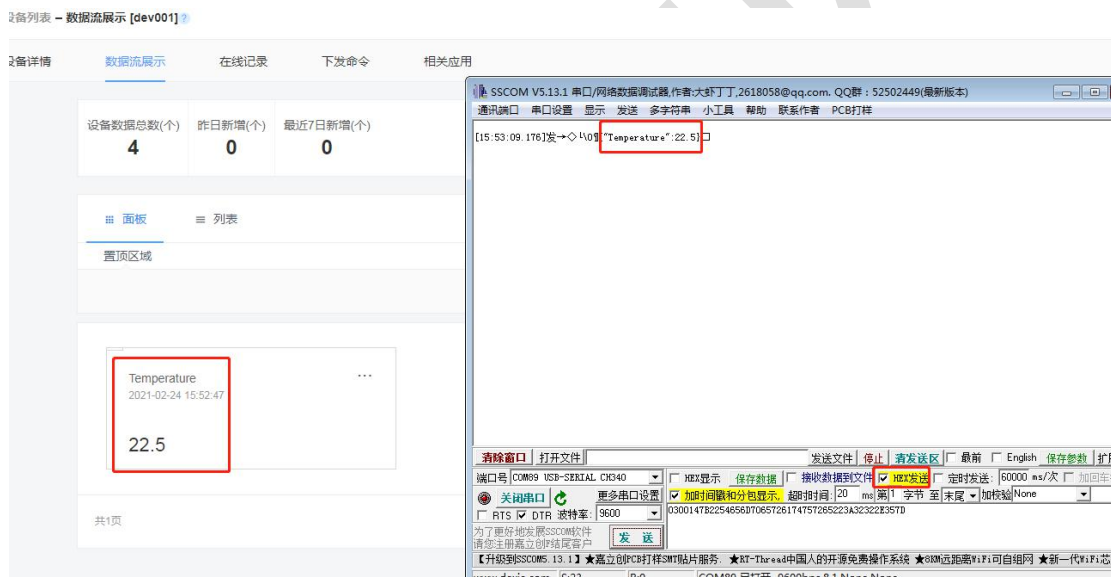 设备列表 – 数据流展示 [dev001]
设备详情 数据流展示 在线记录 下发命令 相关应用
设备数据总数(个) 昨日新增(个) 最近7日新增(个)
4 0 0
面板 列表
置顶区域
Temperature
2021-02-24 15:52:47
22.5
共1页
SSCOM V5.13.1 串口/网络数据调试器,作者:大虾丁丁,2618058@qq.com. QQ群：52502449(最新版本)
通讯端口 串口设置 显示 发送 多字符串 小工具 帮助 联系作者 PCB打样
[15:53:09.176]发→◇ "Temperature":22.5}□
清除窗口 打开文件 发送文件 停止 清发送区 最前 English 保存参数
端口号 COM89 USB-SERIAL CH340 HEX显示 保存数据 接收数据到文件 HEX发送 定时发送: 60000 ms/次 加回车
关闭串口 更多串口设置 加时间戳和分包显示. 超时时间: 20 ms 第1 字节 至 末尾 加校验 None
RTS DTR 波特率: 9600
0300147B2254656D7065726174757265223A32322E357D
为了更好地发展SSCOM软件
请您注册嘉立创F结尾客户
发 送
【升级到SSCOM5.13.1】★嘉立创PCB打样SMT贴片服务. ★RT-Thread中国人的开源免费操作系统 ★8KM远距离WiFi可自组网 ★新一代WiFi芯